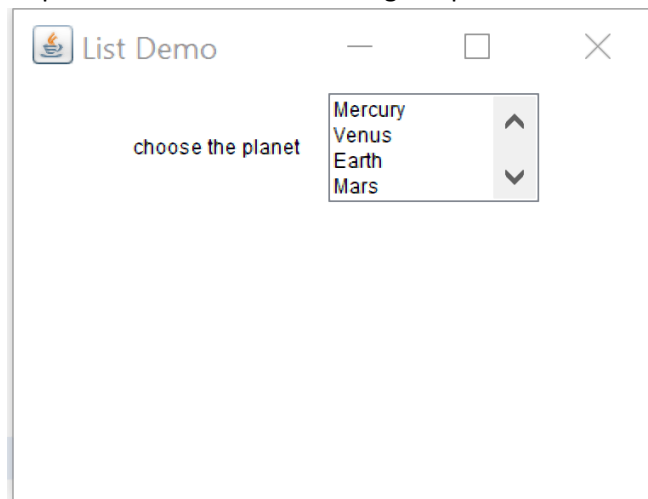 List Demo
choose the planet
Mercury
Venus
Earth
Mars